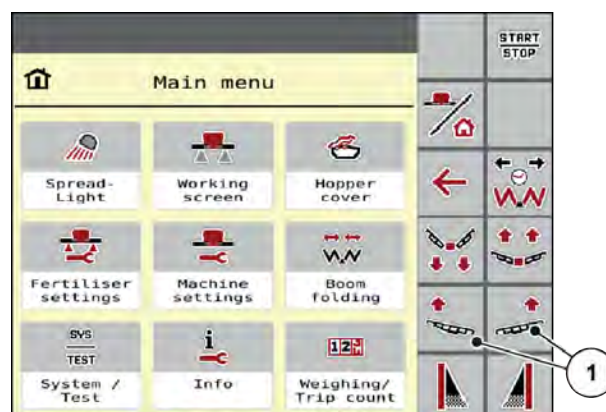 START
STOP
Main menu
Spread-
Light
Working
screen
Hopper
cover
Fertiliser
settings
Machine
settings
Boom
folding
SYS
TEST
i
123
System /
Test
Info
Weighing/
Trip count
1